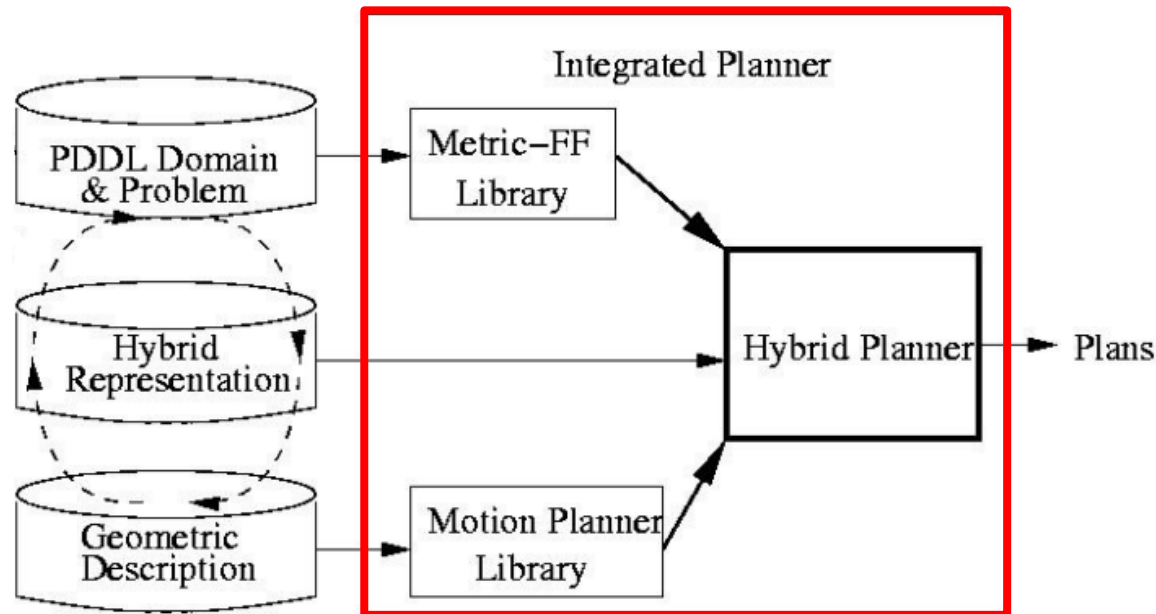 Integrated Planner
PDDL Domain
& Problem
Metric–FF
Library
Hybrid
Representation
Hybrid Planner
Plans
Geometric
Description
Motion Planner
Library